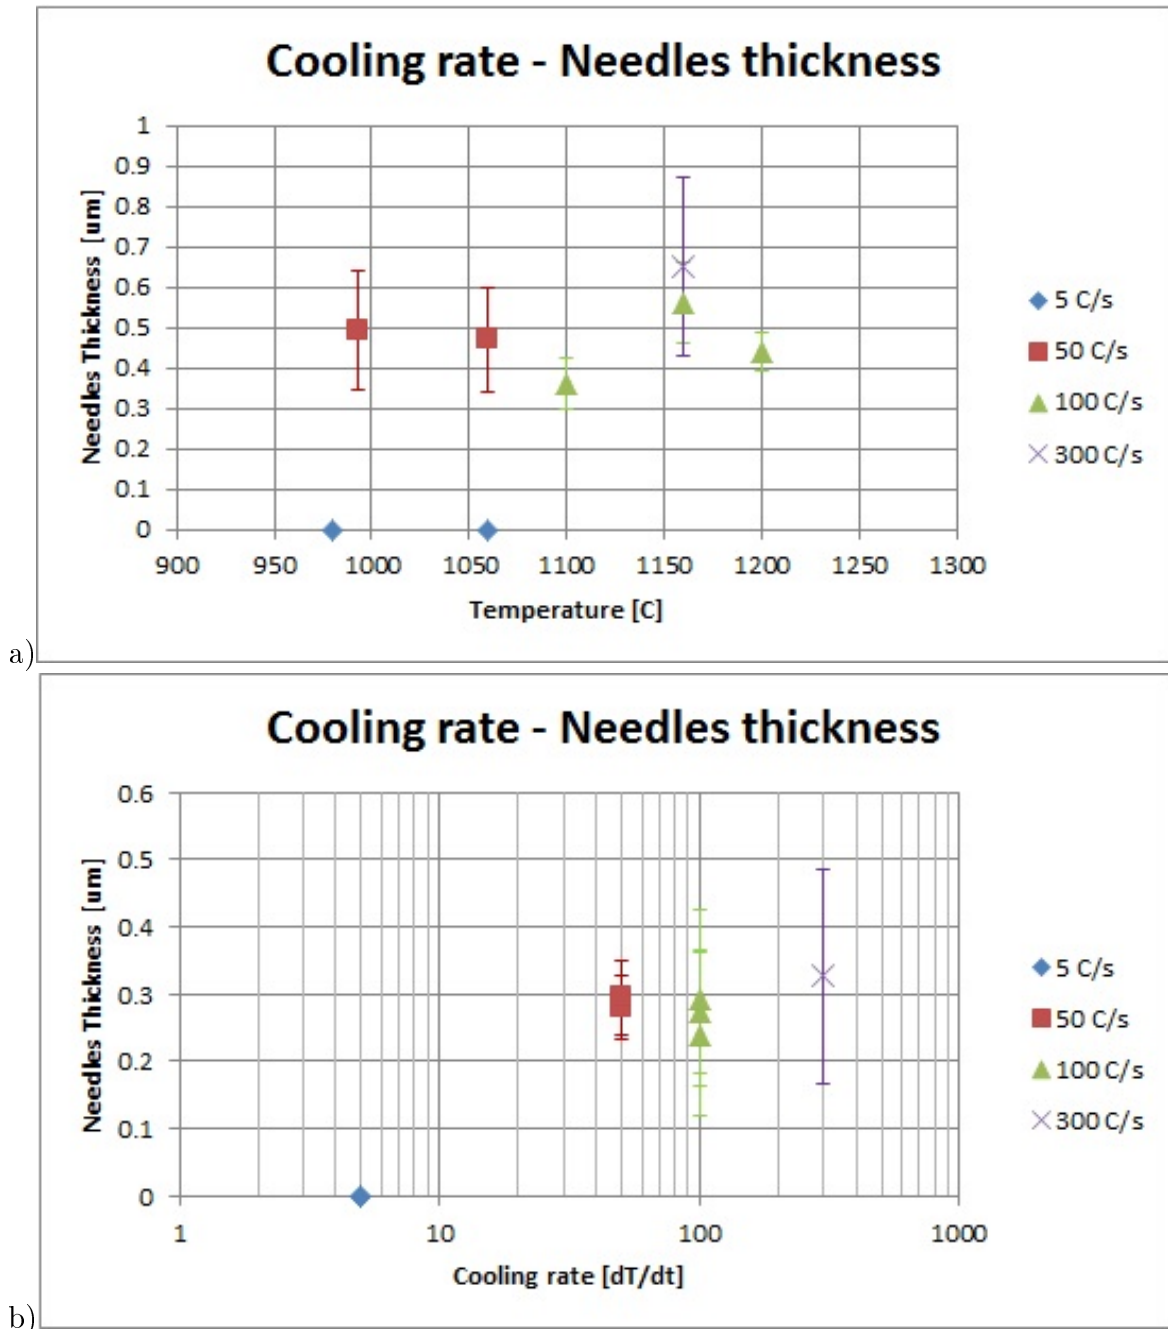 Cooling rate - Needles thickness
Needles Thickness [um]
1
0.9
0.8
0.7
0.6
0.5
0.4
0.3
0.2
0.1
0
900 950 1000 1050 1100 1150 1200 1250 1300
Temperature [C]
5 C/s
50 C/s
100 C/s
300 C/s
a)
Cooling rate - Needles thickness
Needles Thickness [um]
0.6
0.5
0.4
0.3
0.2
0.1
0
1 10 100 1000
Cooling rate [dT/dt]
5 C/s
50 C/s
100 C/s
300 C/s
b)